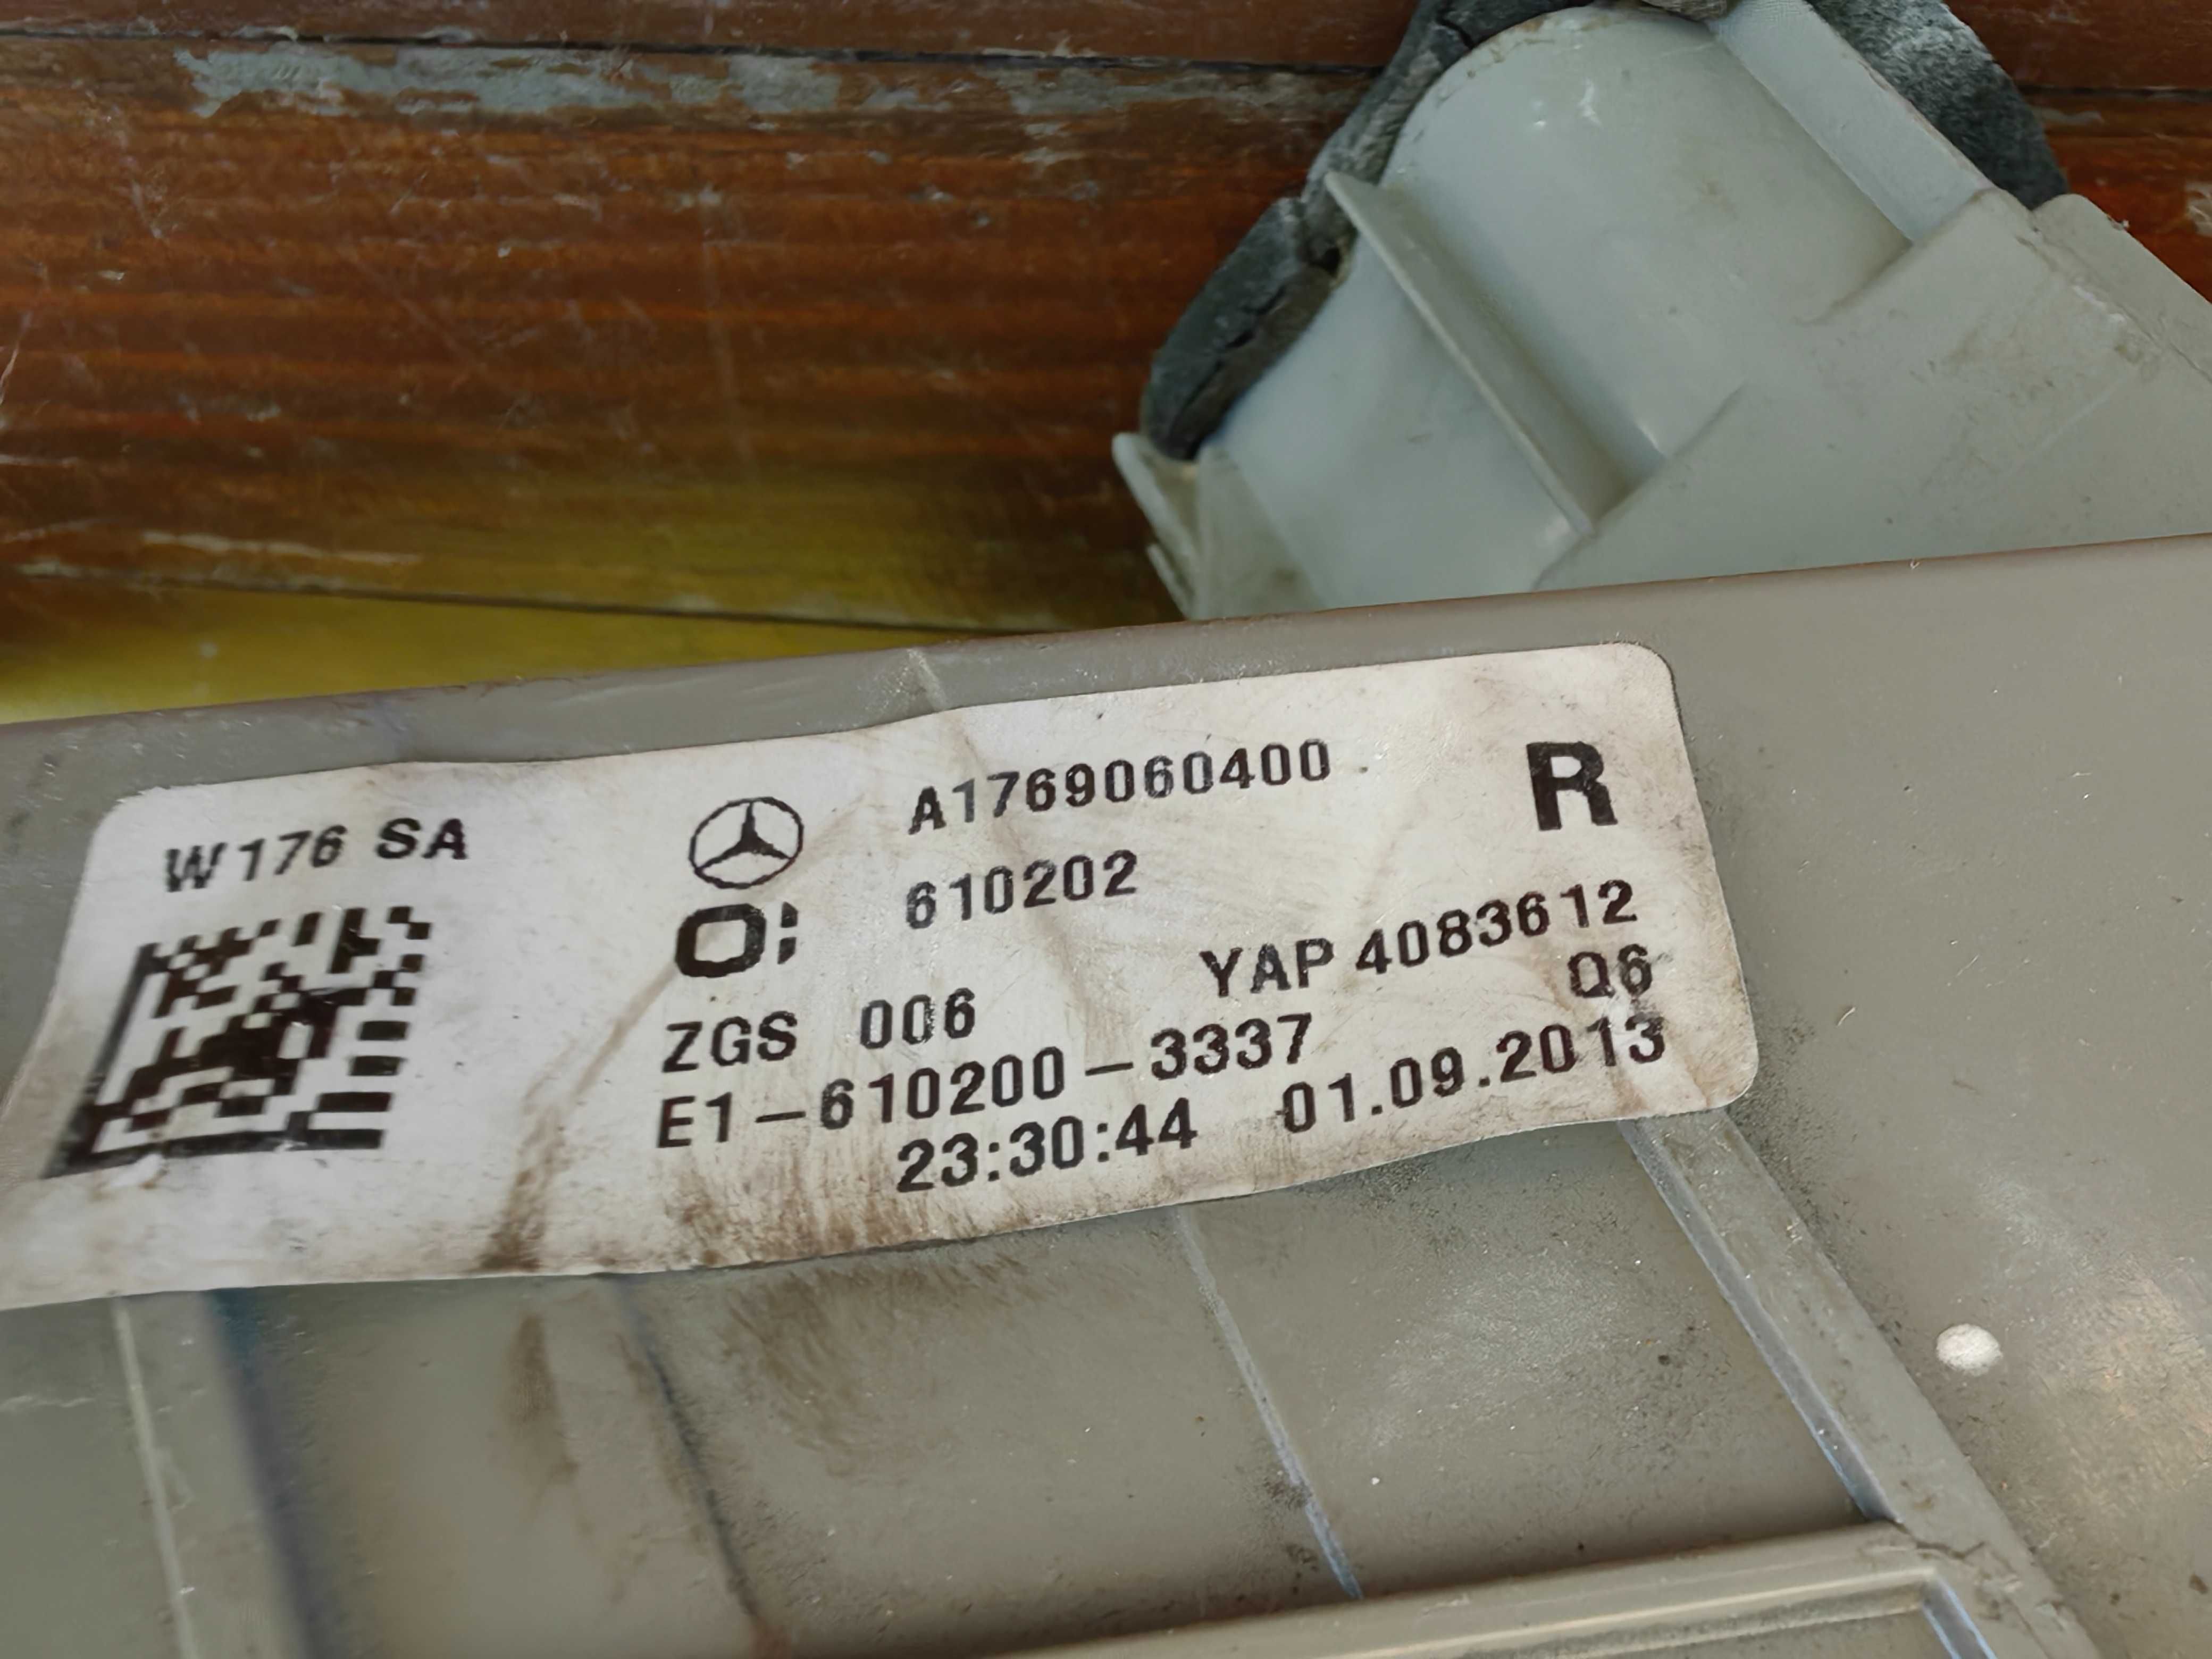 W176 SA
A1769060400
R
610202
YAP 4083612
ZGS 006
Q6
E1-610200-3337
23:30:44 01.09.2013